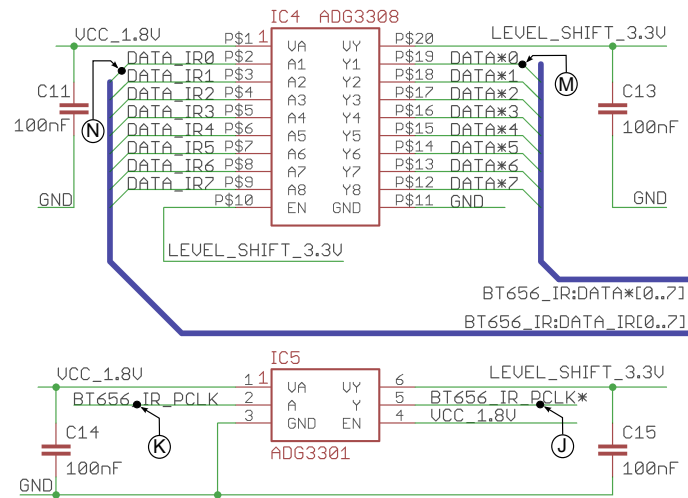 IC4 ADG3308
VCC_1.8V P$1 1 VA VY P$20 LEVEL_SHIFT_3.3V
DATA_IR0 P$2 A1 Y1 P$19 DATA*0
DATA_IR1 P$3 A2 Y2 P$18 DATA*1 M
C11 DATA_IR2 P$4 A3 Y3 P$17 DATA*2 C13
DATA_IR3 P$5 A4 Y4 P$16 DATA*3
100nF N DATA_IR4 P$6 A5 Y5 P$15 DATA*4 100nF
DATA_IR5 P$7 A6 Y6 P$14 DATA*5
DATA_IR6 P$8 A7 Y7 P$13 DATA*6
DATA_IR7 P$9 A8 Y8 P$12 DATA*7
GND P$10 EN GND P$11 GND GND
LEVEL_SHIFT_3.3V
BT656_IR:DATA*[0..7]
BT656_IR:DATA_IR[0..7]
IC5
VCC_1.8V 1 1 VA VY 6 LEVEL_SHIFT_3.3V
BT656_IR_PCLK 2 A Y 5 BT656_IR_PCLK*
3 GND EN 4 VCC_1.8V
C14 K J C15
ADG3301
100nF 100nF
GND